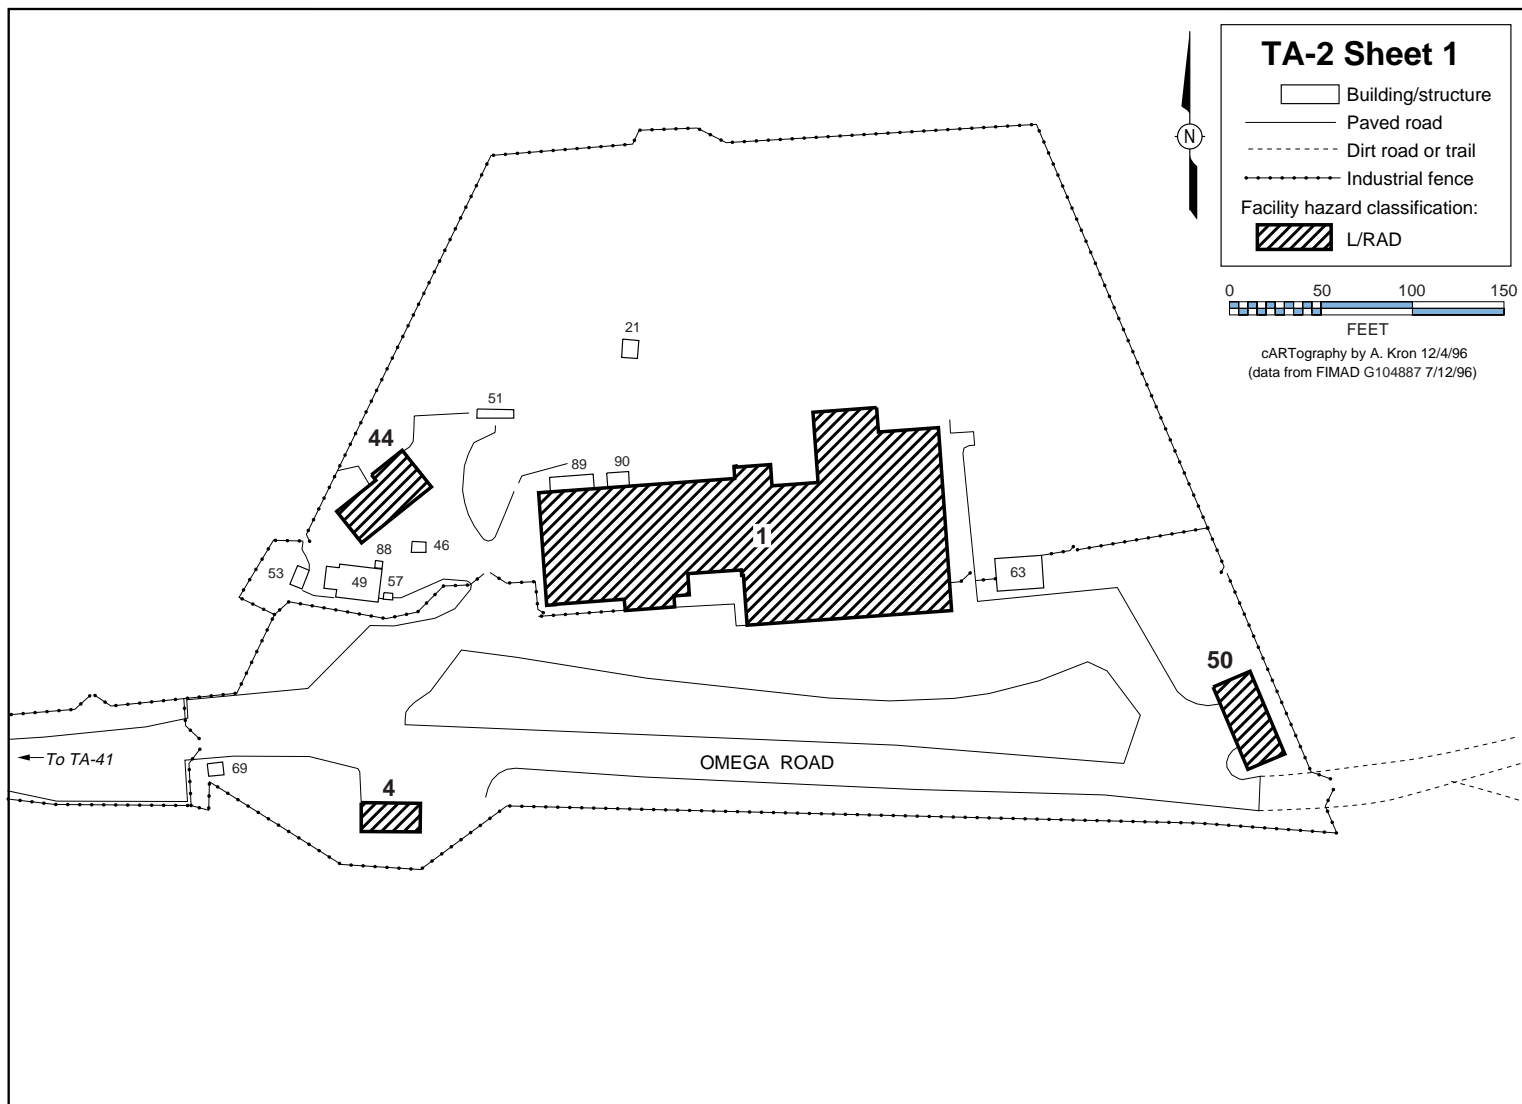 TA-2 Sheet 1
Building/structure
Paved road
Dirt road or trail
Industrial fence
Facility hazard classification:
L/RAD
N
0 50 100 150
FEET
cARTography by A. Kron 12/4/96
(data from FIMAD G104887 7/12/96)
21
51
44
89
90
1
46
88
53
49
57
63
50
To TA-41
69
OMEGA ROAD
4